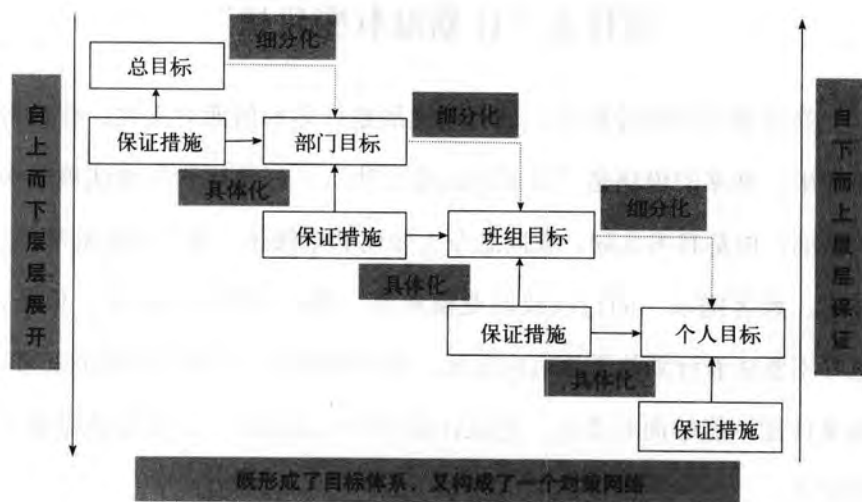 细分化
总目标
细分化
保证措施
部门目标
具体化
细分化
保证措施
班组目标
具体化
保证措施
个人目标
具体化
保证措施
自上而下层层展开
自下而上层层保证
既形成了目标体系、又构成了一个对策网络